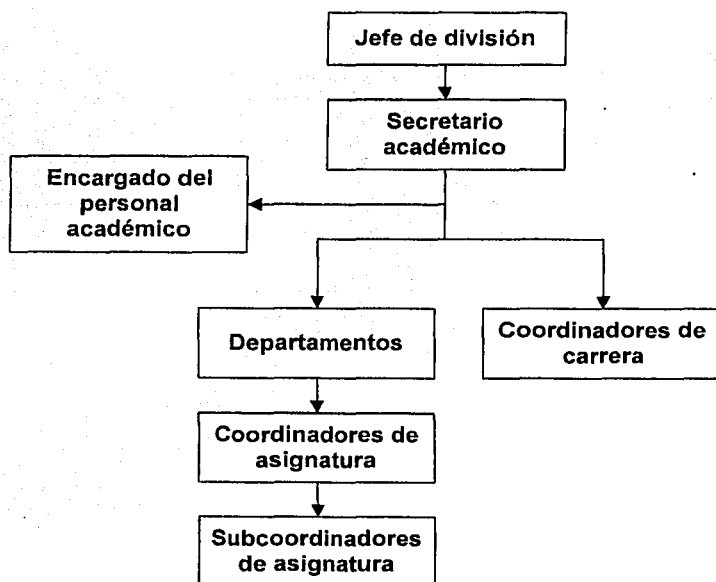 Jefe de división
Secretario
académico
Encargado del
personal
académico
Departamentos
Coordinadores de
carrera
Coordinadores de
asignatura
Subcoordinadores
de asignatura